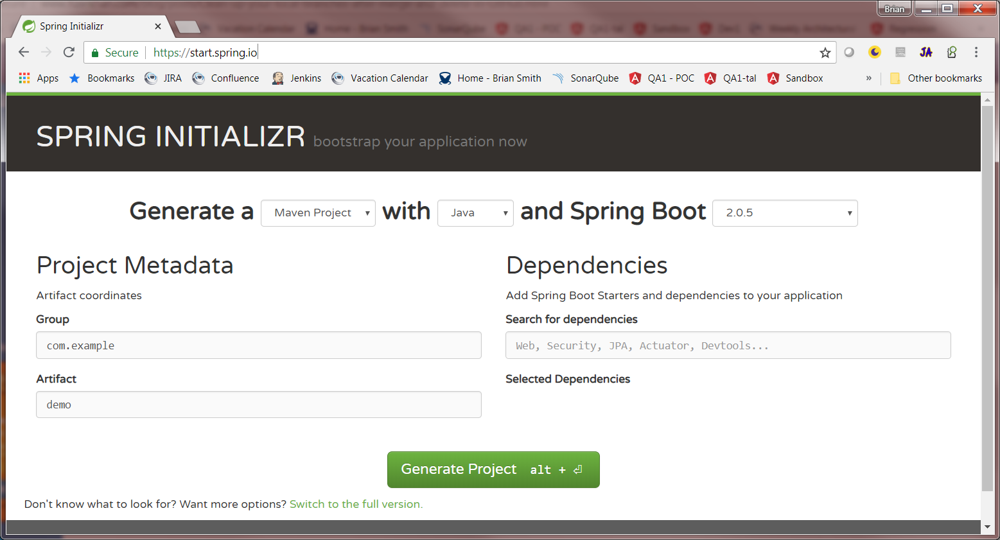 Brian
Spring Initializr
Secure https://start.spring.io
JA
Apps Bookmarks JIRA Confluence Jenkins Vacation Calendar Home - Brian Smith SonarQube QA1 - POC QA1-tal Sandbox » Other bookmarks
SPRING INITIALIZR bootstrap your application now
Generate a Maven Project with Java and Spring Boot 2.0.5
Project Metadata
Artifact coordinates
Group
com.example
Artifact
demo
Dependencies
Add Spring Boot Starters and dependencies to your application
Search for dependencies
Web, Security, JPA, Actuator, Devtools...
Selected Dependencies
Generate Project alt + ⏎
Don't know what to look for? Want more options? Switch to the full version.